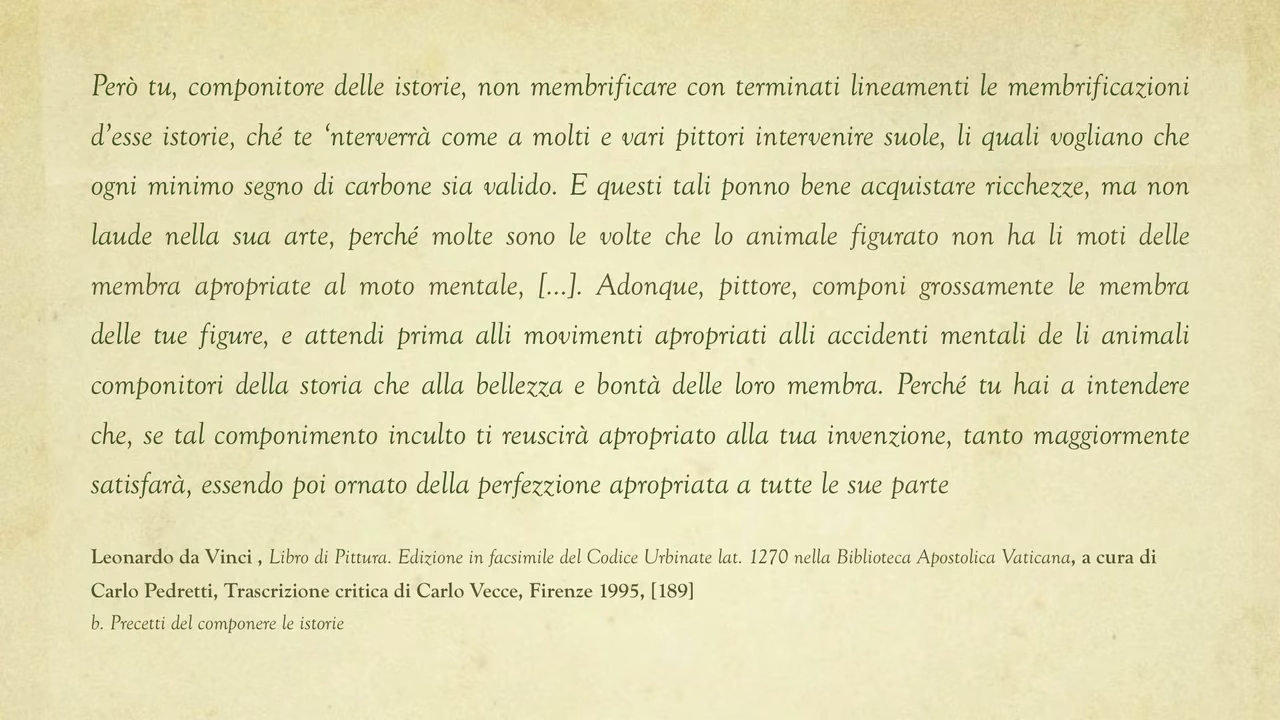 Però tu, componitore delle istorie, non membrificare con terminati lineamenti le membrificazioni
d’esse istorie, ché te ‘nterverrà come a molti e vari pittori intervenire suole, li quali vogliano che
ogni minimo segno di carbone sia valido. E questi tali ponno bene acquistare ricchezze, ma non
laude nella sua arte, perché molte sono le volte che lo animale figurato non ha li moti delle
membra apropriate al moto mentale, [...]. Adonque, pittore, componi grossamente le membra
delle tue figure, e attendi prima alli movimenti apropriati alli accidenti mentali de li animali
componitori della storia che alla bellezza e bontà delle loro membra. Perché tu hai a intendere
che, se tal componimento inculto ti reuscirà apropriato alla tua invenzione, tanto maggiormente
satisfarà, essendo poi ornato della perfezzione apropriata a tutte le sue parte
Leonardo da Vinci , Libro di Pittura. Edizione in facsimile del Codice Urbinate lat. 1270 nella Biblioteca Apostolica Vaticana, a cura di
Carlo Pedretti, Trascrizione critica di Carlo Vecce, Firenze 1995, [189]
b. Precetti del componere le istorie